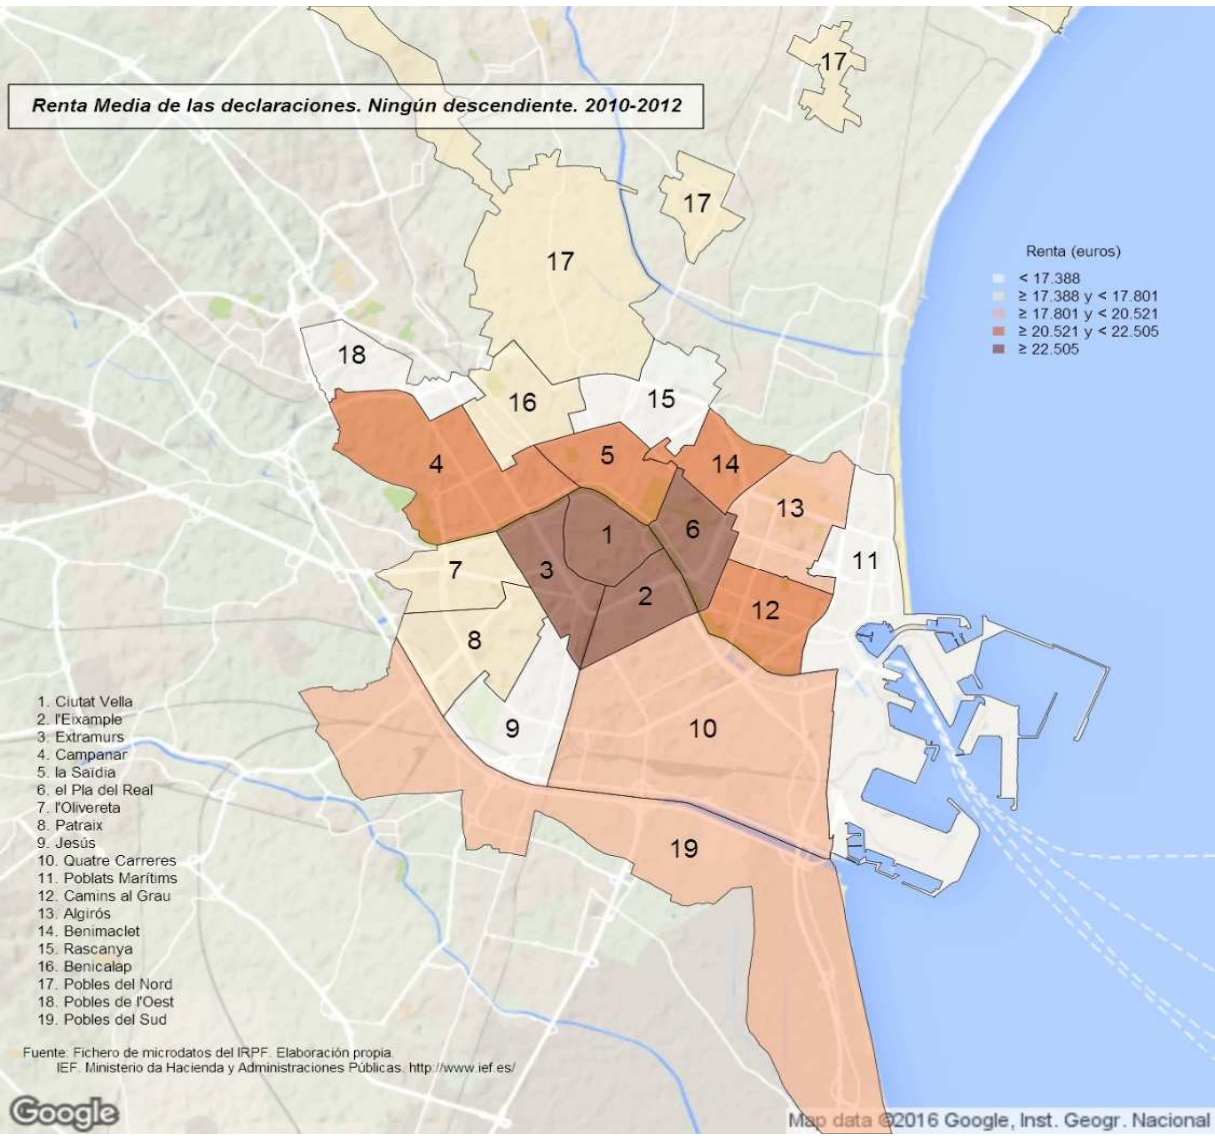 17
Renta Media de las declaraciones. Ningún descendiente. 2010-2012
17
17
Renta (euros)
< 17.388
≥ 17.388 y < 17.801
≥ 17.801 y < 20.521
≥ 20.521 y < 22.505
≥ 22.505
18
16
15
4
5
14
13
1
6
11
7
3
2
12
8
9
10
19
1. Ciutat Vella
2. l'Eixample
3. Extramurs
4. Campanar
5. la Saïdia
6. el Pla del Real
7. l'Olivereta
8. Patraix
9. Jesús
10. Quatre Carreres
11. Poblats Marítims
12. Camins al Grau
13. Algirós
14. Benimaclet
15. Rascanya
16. Benicalap
17. Pobles del Nord
18. Pobles de l'Oest
19. Pobles del Sud
Fuente: Fichero de microdatos del IRPF. Elaboración propia.
IEF. Ministerio da Hacienda y Administraciones Públicas. http://www.ief.es/
Google
Map data ©2016 Google, Inst. Geogr. Nacional